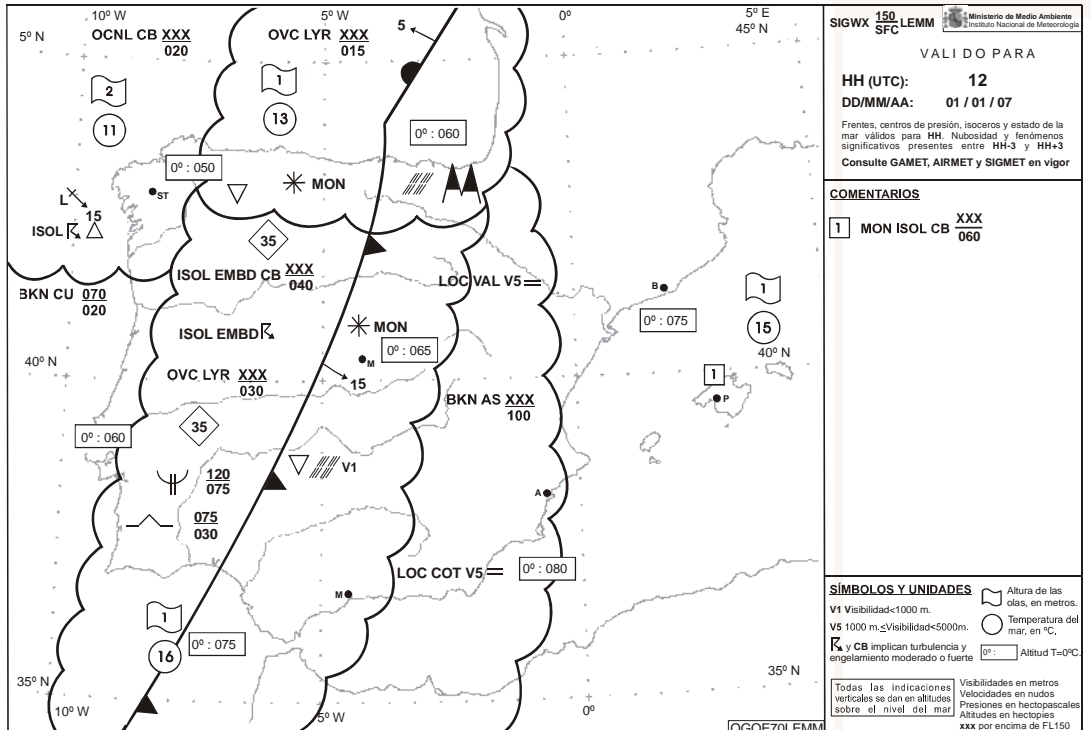 10º W
5º W
0º
5º E
45º N
5º N
OCNL CB XXX
020
OVC LYR XXX
015
5
2
11
1
13
0º : 060
0º : 050
ST
MON
L
15
ISOL
35
ISOL EMBD CB XXX
040
LOC VAL V5
BKN CU 070
020
B
1
0º : 075
15
ISOL EMBD
MON
0º : 065
M
40º N
40º N
15
OVC LYR XXX
030
1
P
BKN AS XXX
100
35
0º : 060
V1
120
075
A
075
030
LOC COT V5
0º : 080
M
1
0º : 075
16
35º N
35º N
10º W
5º W
0º
QGQE70LEMM
SIGWX 150 LEMM
SFC
Ministerio de Medio Ambiente
Instituto Nacional de Meteorología
VALIDO PARA
HH (UTC): 12
DD/MM/AA: 01 / 01 / 07
Frentes, centros de presión, isoceros y estado de la
mar válidos para HH. Nubosidad y fenómenos
significativos presentes entre HH-3 y HH+3
Consulte GAMET, AIRMET y SIGMET en vigor
COMENTARIOS
1 MON ISOL CB XXX
060
SÍMBOLOS Y UNIDADES
V1 Visibilidad<1000 m.
V5 1000 m.≤Visibilidad<5000m.
y CB implican turbulencia y
engelamiento moderado o fuerte
Altura de las
olas, en metros.
Temperatura del
mar, en ºC.
0º : Altitud T=0ºC.
Todas las indicaciones
verticales se dan en altitudes
sobre el nivel del mar
Visibilidades en metros
Velocidades en nudos
Presiones en hectopascales
Altitudes en hectopies
xxx por encima de FL150